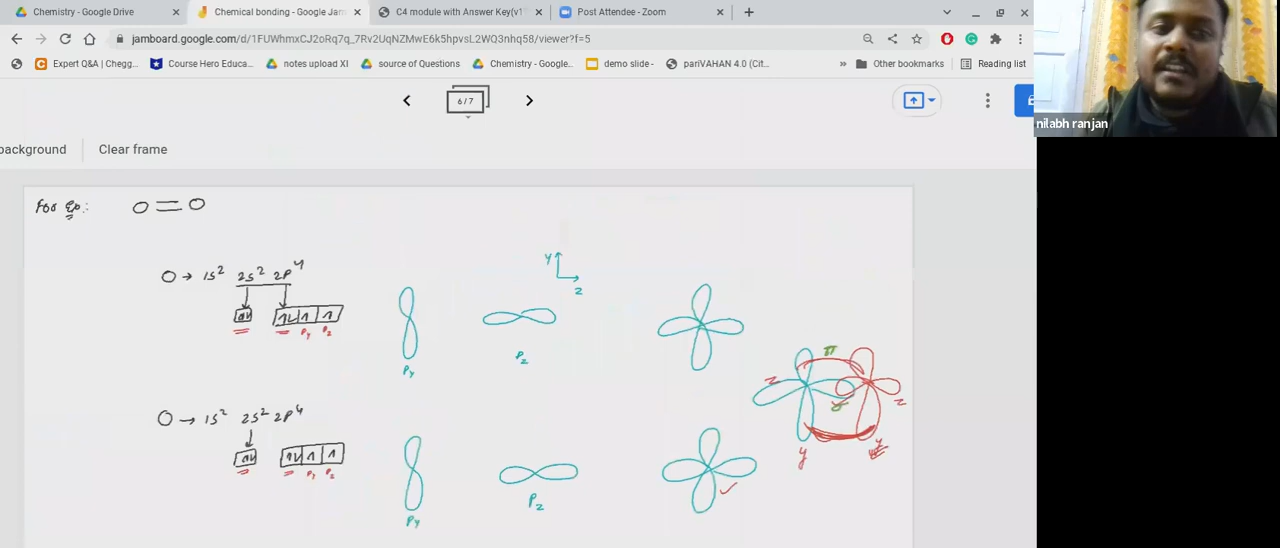 Chemistry - Google Drive
Chemical bonding - Google Jam
C4 module with Answer Key(v1
Post Attendee - Zoom
jamboard.google.com/d/1FUWhmxCJ2oRq7q_7Rv2UqNZMwE6k5hpvsL2WQ3nhq58/viewer?f=5
Expert Q&A | Chegg...
Course Hero Educa...
notes upload XI
source of Questions
Chemistry - Google...
demo slide -
pariVAHAN 4.0 (Cit...
Other bookmarks
Reading list
6 / 7
nilabh ranjan
background
Clear frame
For eg:
O = O
O → 1s² 2s² 2p⁴
Py Pz
Py
Pz
Y
Z
π
z
σ
z
y
y
O → 1s² 2s² 2p⁴
Py Pz
Py
Pz